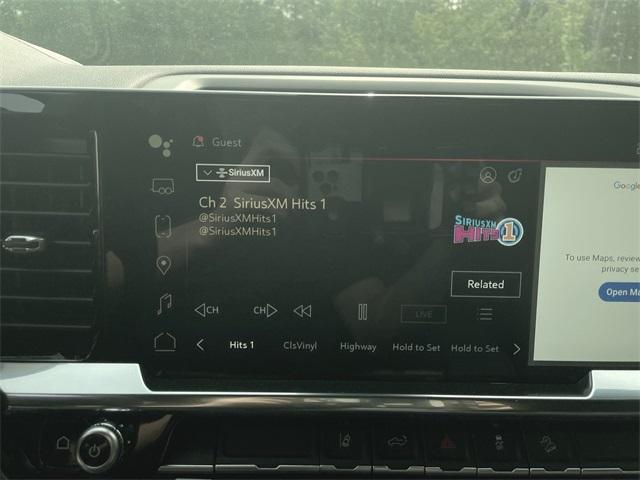 Guest
SiriusXM
Ch 2 SiriusXM Hits 1
@SiriusXMHits1
@SiriusXMHits1
SIRIUSXM
HITS 1
Related
CH
CH
LIVE
Hits 1
ClsVinyl
Highway
Hold to Set
Hold to Set
Google
To use Maps, review
privacy se
Open Ma